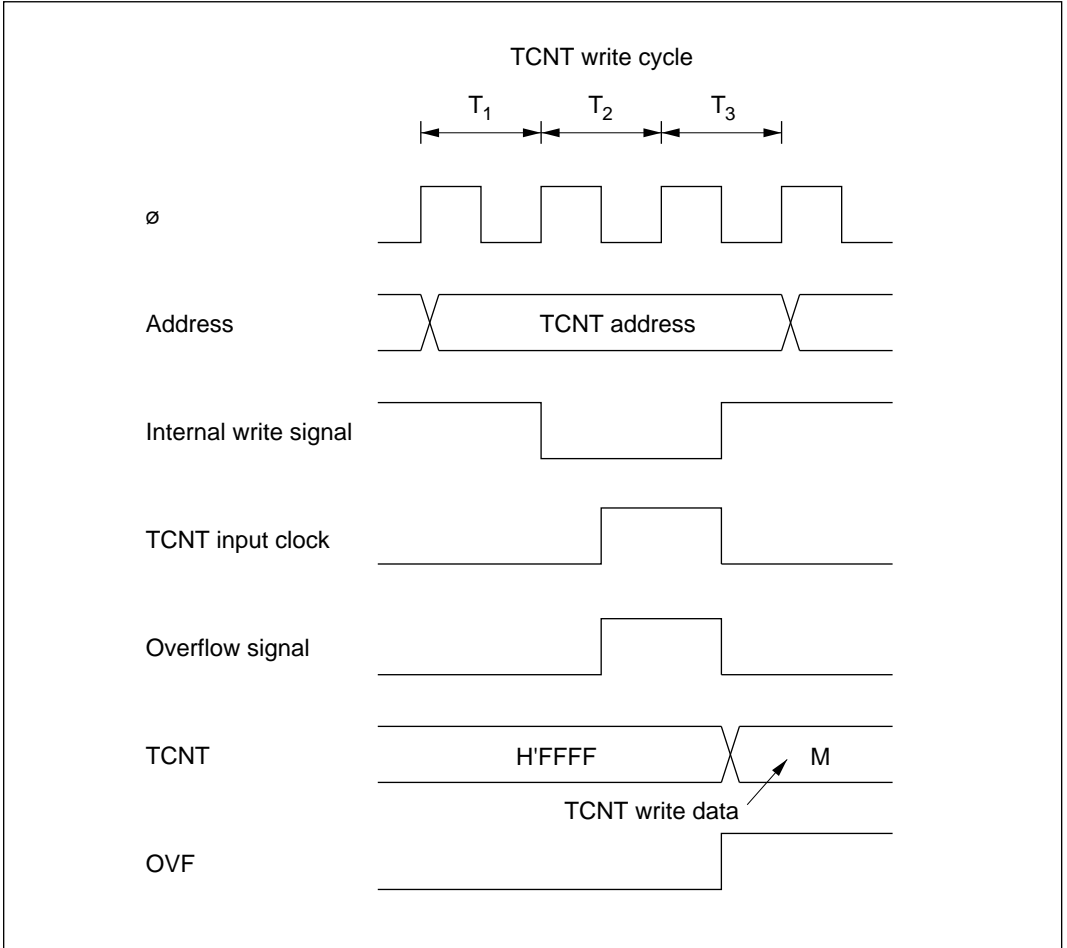 TCNT write cycle
T1 T2 T3
ø
Address TCNT address
Internal write signal
TCNT input clock
Overflow signal
TCNT H'FFFF M
TCNT write data
OVF